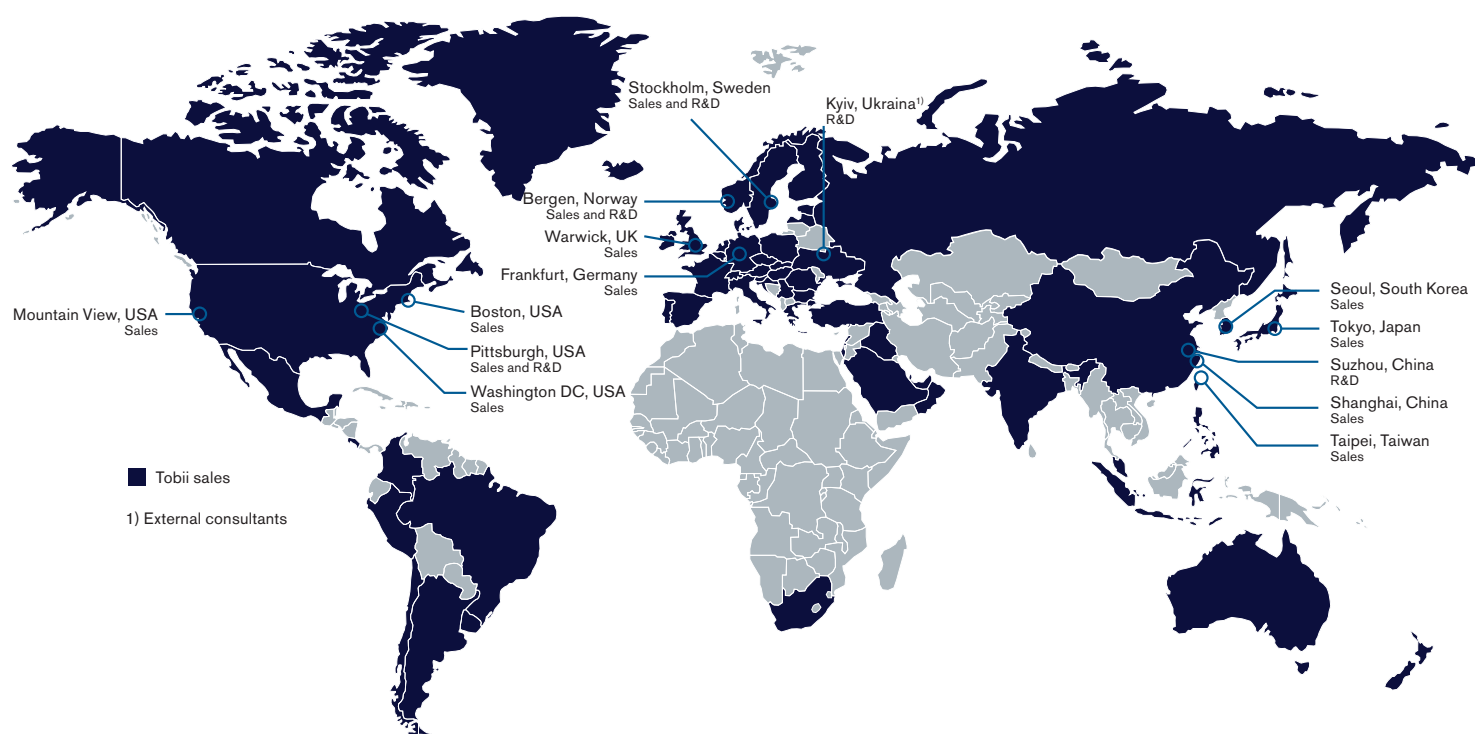 Stockholm, Sweden
Sales and R&D
Kyiv, Ukraina1)
R&D
Bergen, Norway
Sales and R&D
Warwick, UK
Sales
Frankfurt, Germany
Sales
Mountain View, USA
Sales
Boston, USA
Sales
Pittsburgh, USA
Sales and R&D
Washington DC, USA
Sales
Seoul, South Korea
Sales
Tokyo, Japan
Sales
Suzhou, China
R&D
Shanghai, China
Sales
Taipei, Taiwan
Sales
Tobii sales
1) External consultants